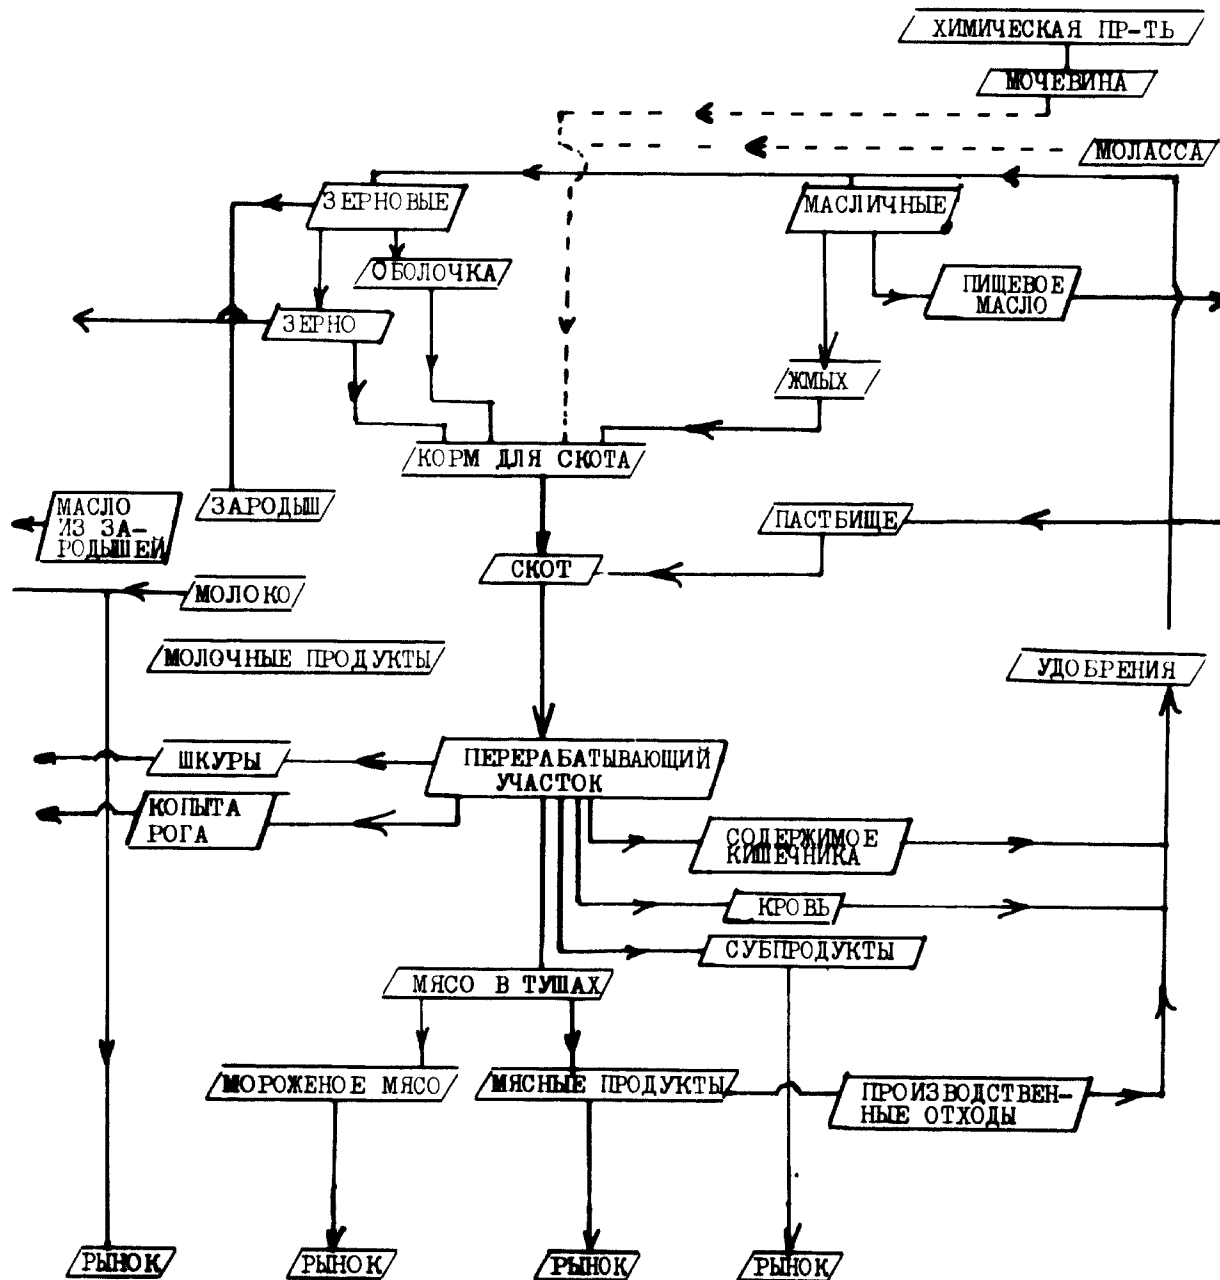 ХИМИЧЕСКАЯ ПР-ТЬ
МОЧЕВИНА
МОЛАССА
ЗЕРНОВЫЕ
МАСЛИЧНЫЕ
ОБОЛОЧКА
ПИЩЕВОЕ
МАСЛО
ЗЕРНО
ЖМЫХ
КОРМ ДЛЯ СКОТА
МАСЛО
ИЗ ЗА-
РОДЫШЕЙ
ЗАРОДЫШ
ПАСТБИЩЕ
СКОТ
МОЛОКО
МОЛОЧНЫЕ ПРОДУКТЫ
УДОБРЕНИЯ
ШКУРЫ
ПЕРЕРАБАТЫВАЮЩИЙ
УЧАСТОК
КОПЫТА
РОГА
СОДЕРЖИМОЕ
КИШЕЧНИКА
КРОВЬ
СУБПРОДУКТЫ
МЯСО В ТУШАХ
МОРОЖЕНОЕ МЯСО
МЯСНЫЕ ПРОДУКТЫ
ПРОИЗВОДСТВЕН-
НЫЕ ОТХОДЫ
РЫНОК
РЫНОК
РЫНОК
РЫНОК